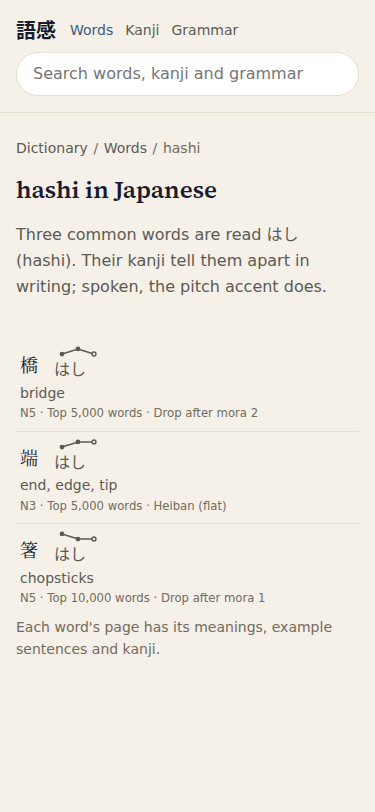 語感 Words Kanji Grammar
Search words, kanji and grammar
Dictionary / Words / hashi
hashi in Japanese
Three common words are read はし
(hashi). Their kanji tell them apart in
writing; spoken, the pitch accent does.
橋 はし
bridge
N5 · Top 5,000 words · Drop after mora 2
端 はし
end, edge, tip
N3 · Top 5,000 words · Heiban (flat)
箸 はし
chopsticks
N5 · Top 10,000 words · Drop after mora 1
Each word's page has its meanings, example
sentences and kanji.